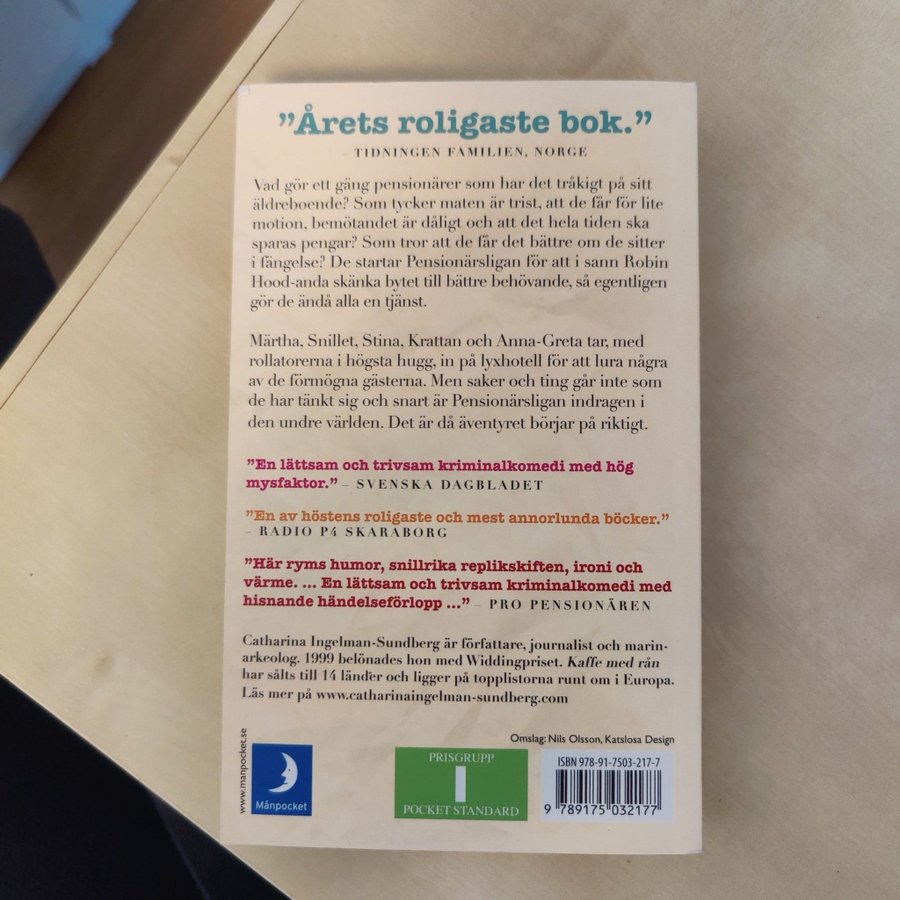 ”Årets roligaste bok.”
– TIDNINGEN FAMILIEN, NORGE
Vad gör ett gäng pensionärer som har det tråkigt på sitt
äldreboende? Som tycker maten är trist, att de får för lite
motion, bemötandet är dåligt och att det hela tiden ska
sparas pengar? Som tror att de får det bättre om de sitter
i fängelse? De startar Pensionärsligan för att i sann Robin
Hood-anda skänka bytet till bättre behövande, så egentligen
gör de ändå alla en tjänst.
Märtha, Snillet, Stina, Krattan och Anna-Greta tar, med
rollatorerna i högsta hugg, in på lyxhotell för att lura några
av de förmögna gästerna. Men saker och ting går inte som
de har tänkt sig och snart är Pensionärsligan indragen i
den undre världen. Det är då äventyret börjar på riktigt.
”En lättsam och trivsam kriminalkomedi med hög
mysfaktor.” – SVENSKA DAGBLADET
”En av höstens roligaste och mest annorlunda böcker.”
– RADIO P4 SKARABORG
”Här ryms humor, snillrika replikskiften, ironi och
värme. ... En lättsam och trivsam kriminalkomedi med
hisnande händelseförlopp ...” – PRO PENSIONÄREN
Catharina Ingelman-Sundberg är författare, journalist och marin-
arkeolog. 1999 belönades hon med Widdingpriset. Kaffe med rån
har sålts till 14 länder och ligger på topplistorna runt om i Europa.
Läs mer på www.catharinaingelman-sundberg.com
Omslag: Nils Olsson, Katslosa Design
www.manpocket.se
Månpocket
PRISGRUPP
1
POCKET STANDARD
ISBN 978-91-7503-217-7
9 789175 032177